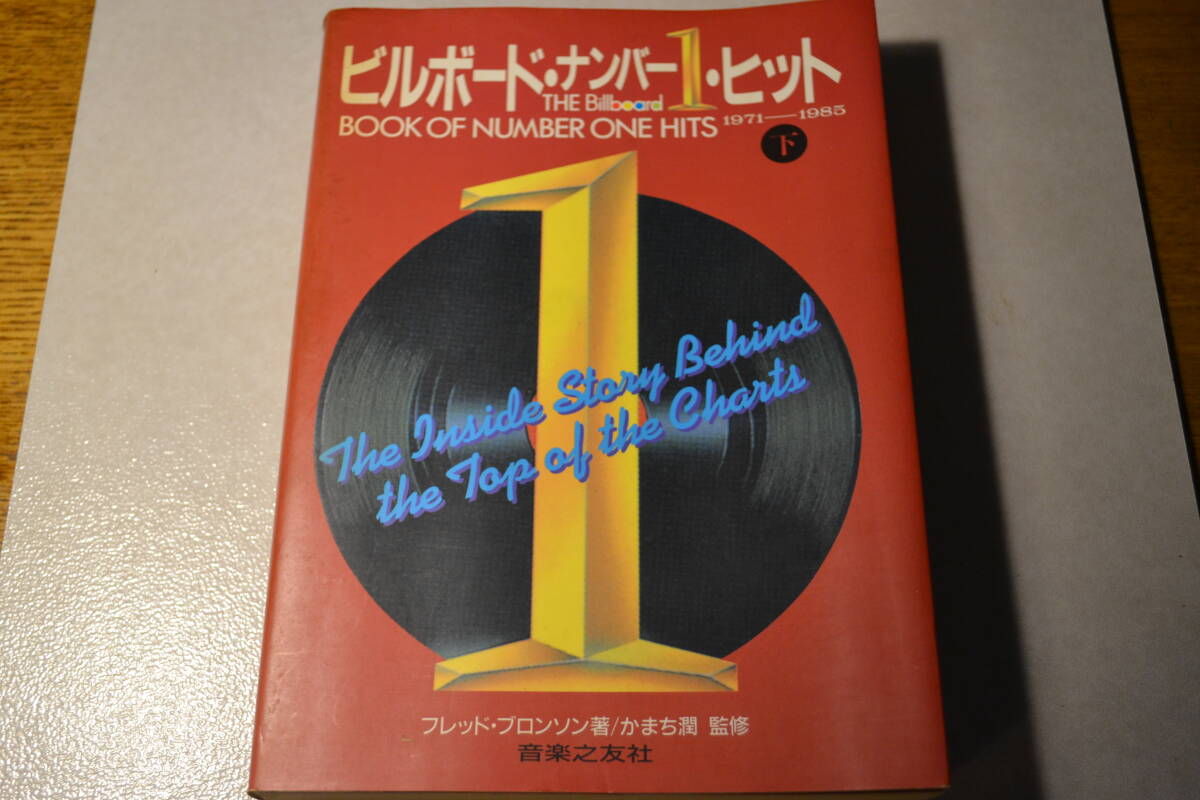 ビルボード・ナンバー1・ヒット
THE Billboard
BOOK OF NUMBER ONE HITS 1971—1985
下
1
The Inside Story Behind
the Top of the Charts
フレッド・ブロンソン著/かまち潤 監修
音楽之友社